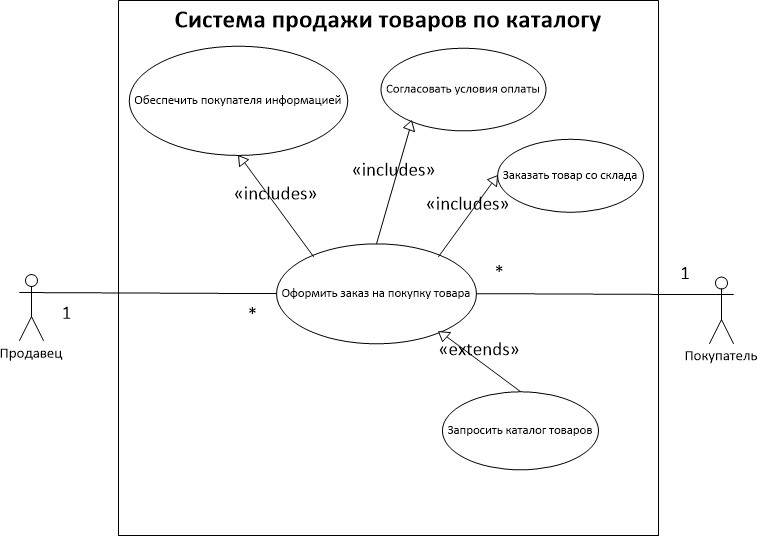 Система продажи товаров по каталогу
Обеспечить покупателя информацией
Согласовать условия оплаты
Заказать товар со склада
«includes»
«includes»
«includes»
Оформить заказ на покупку товара
*
1
1
*
Продавец
Покупатель
«extends»
Запросить каталог товаров